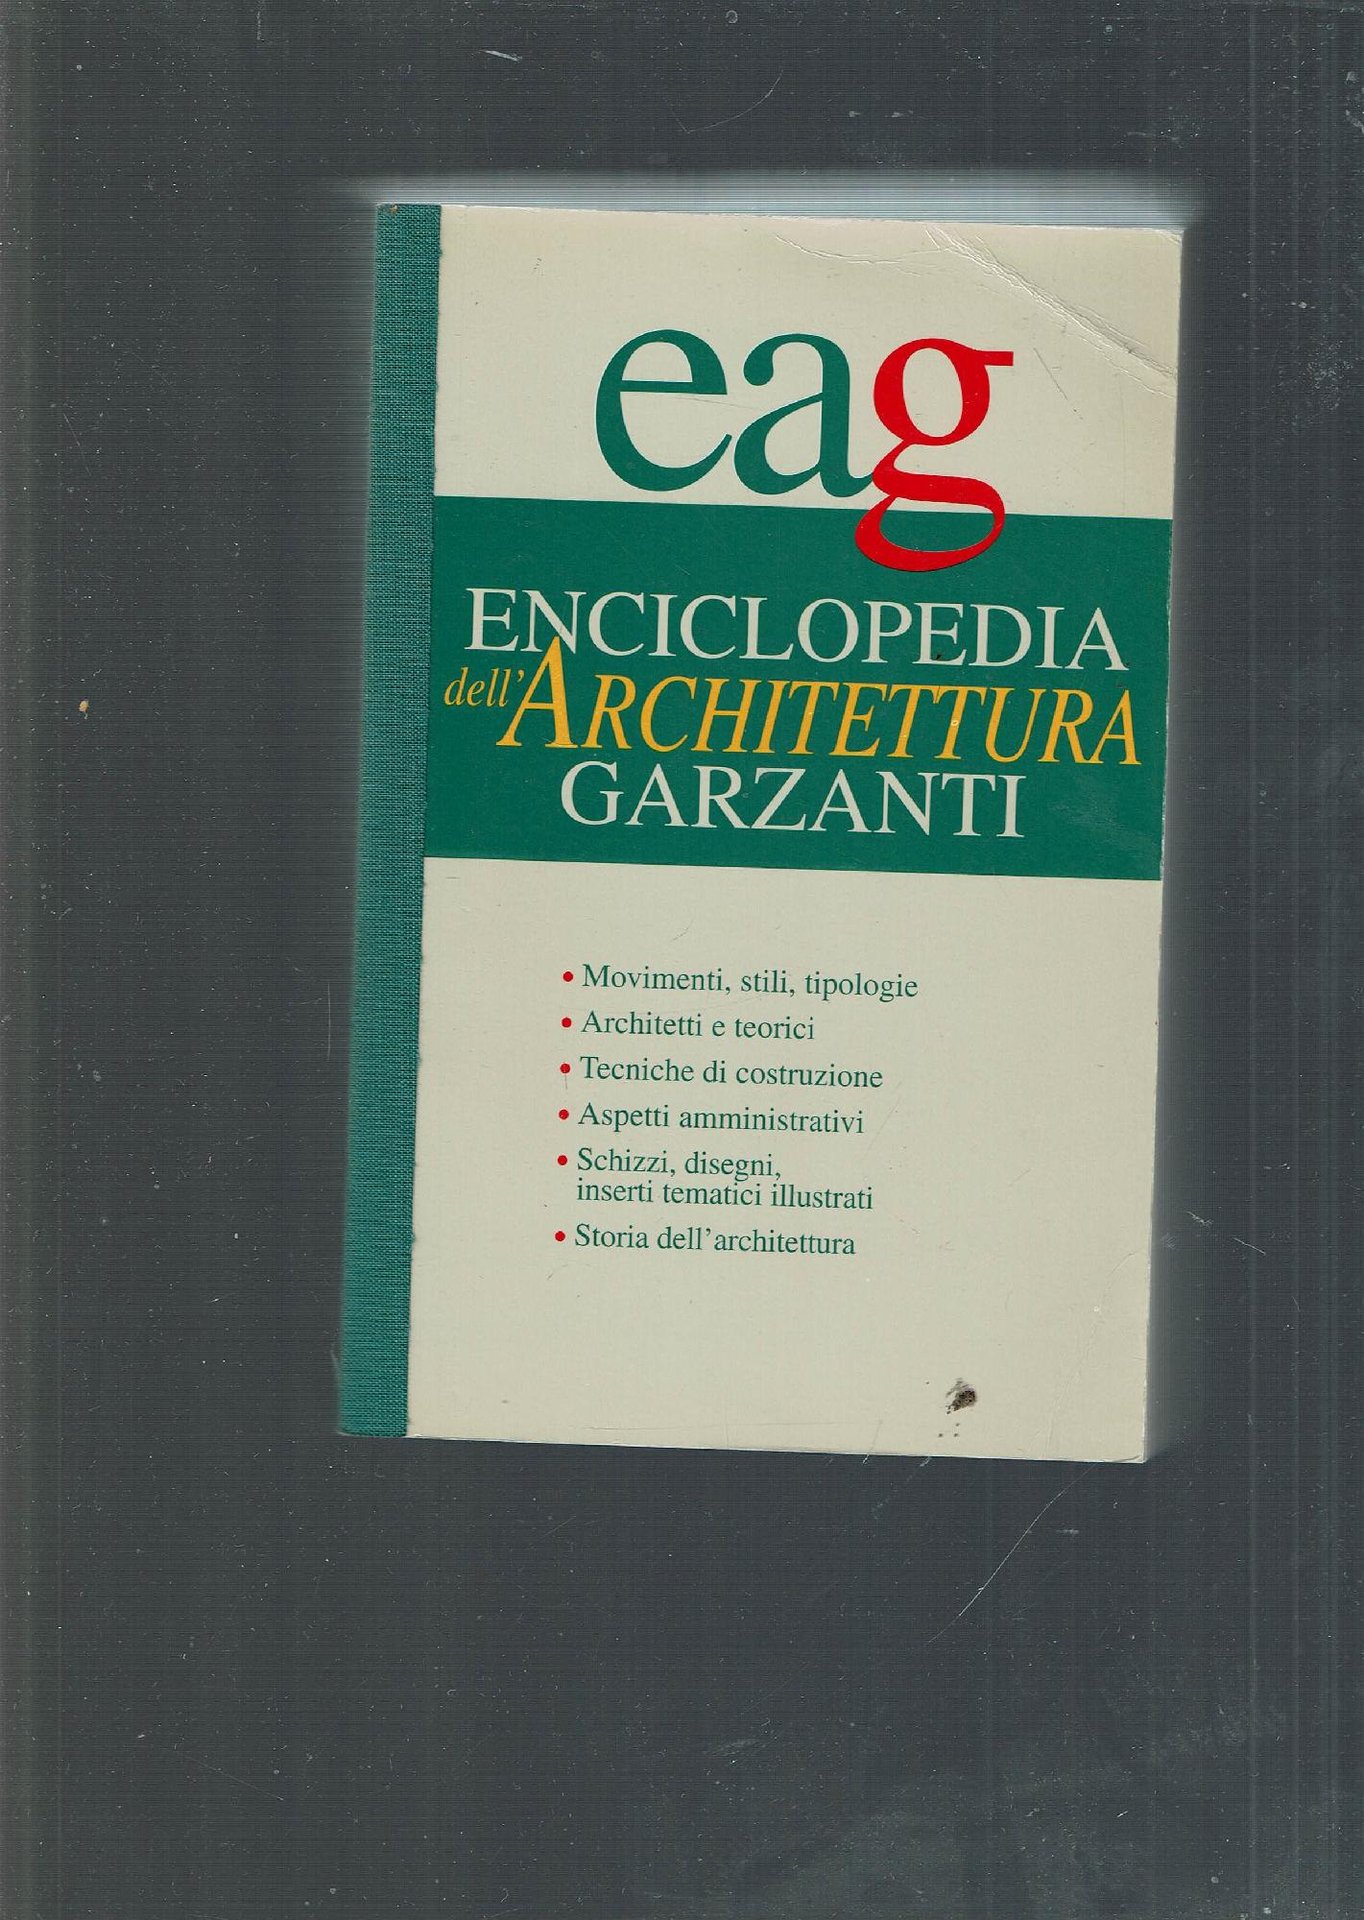 eag
ENCICLOPEDIA
dell'ARCHITETTURA
GARZANTI
• Movimenti, stili, tipologie
• Architetti e teorici
• Tecniche di costruzione
• Aspetti amministrativi
• Schizzi, disegni,
inserti tematici illustrati
• Storia dell'architettura